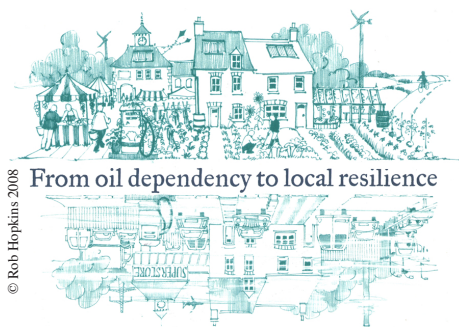 From oil dependency to local resilience
© Rob Hopkins 2008
SUPERSTORE